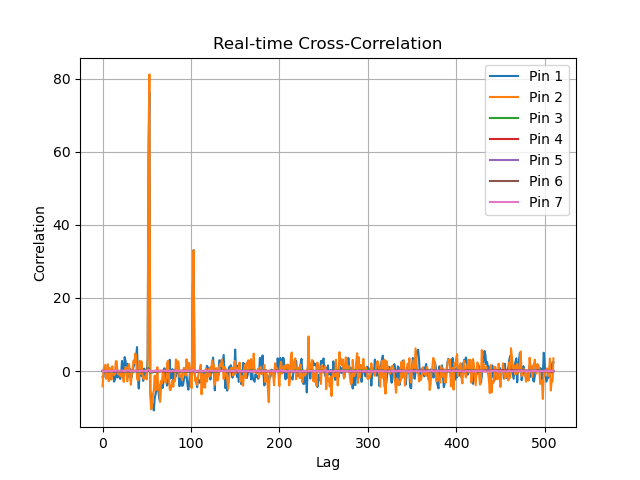 Real-time Cross-Correlation
Pin 1
Pin 2
Pin 3
Pin 4
Pin 5
Pin 6
Pin 7
80
60
40
20
0
Correlation
0 100 200 300 400 500
Lag